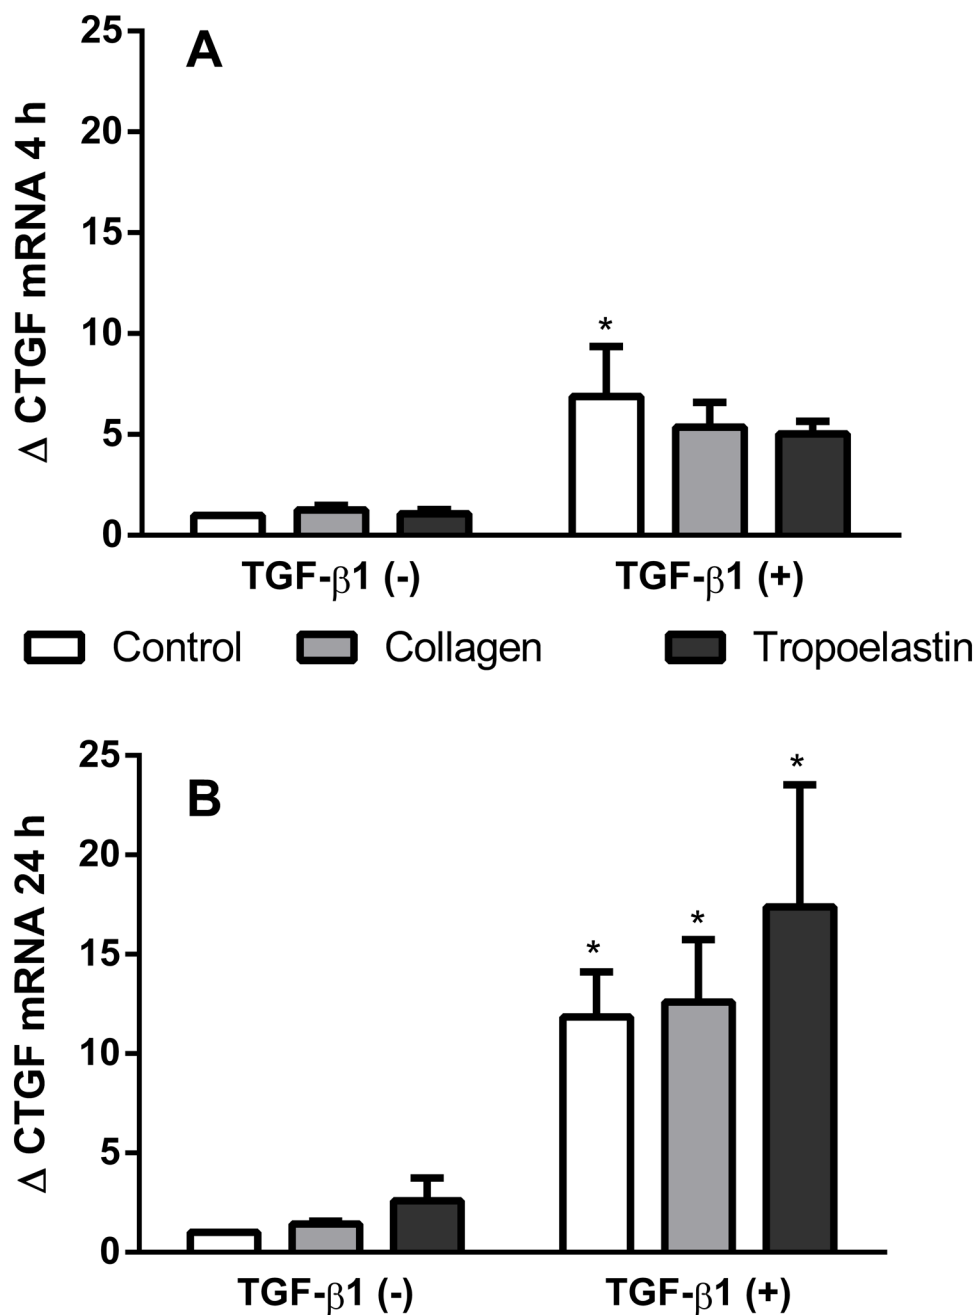 A
Δ CTGF mRNA 4 h
25
20
15
10
5
0
*
TGF-β1 (-)
TGF-β1 (+)
Control
Collagen
Tropoelastin
B
Δ CTGF mRNA 24 h
25
20
15
10
5
0
*
*
*
TGF-β1 (-)
TGF-β1 (+)